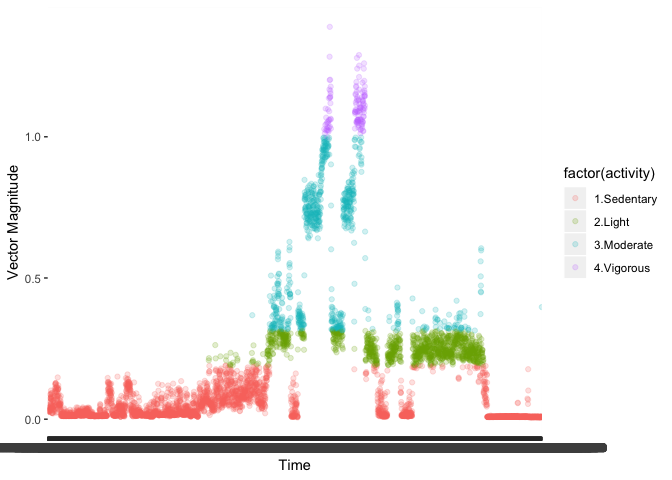 1.0
0.5
0.0
Vector Magnitude
Time
factor(activity)
1.Sedentary
2.Light
3.Moderate
4.Vigorous